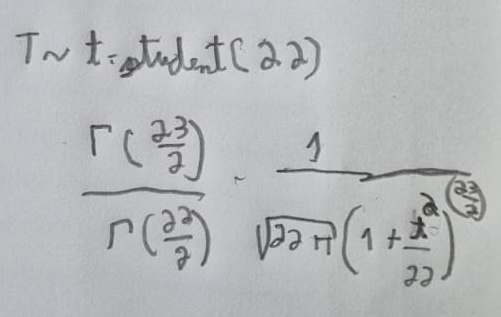 T ~ t-student(22)
Γ(23/2)/Γ(22/2) · 1/(√22π (1 + t²/22)^(23/2))